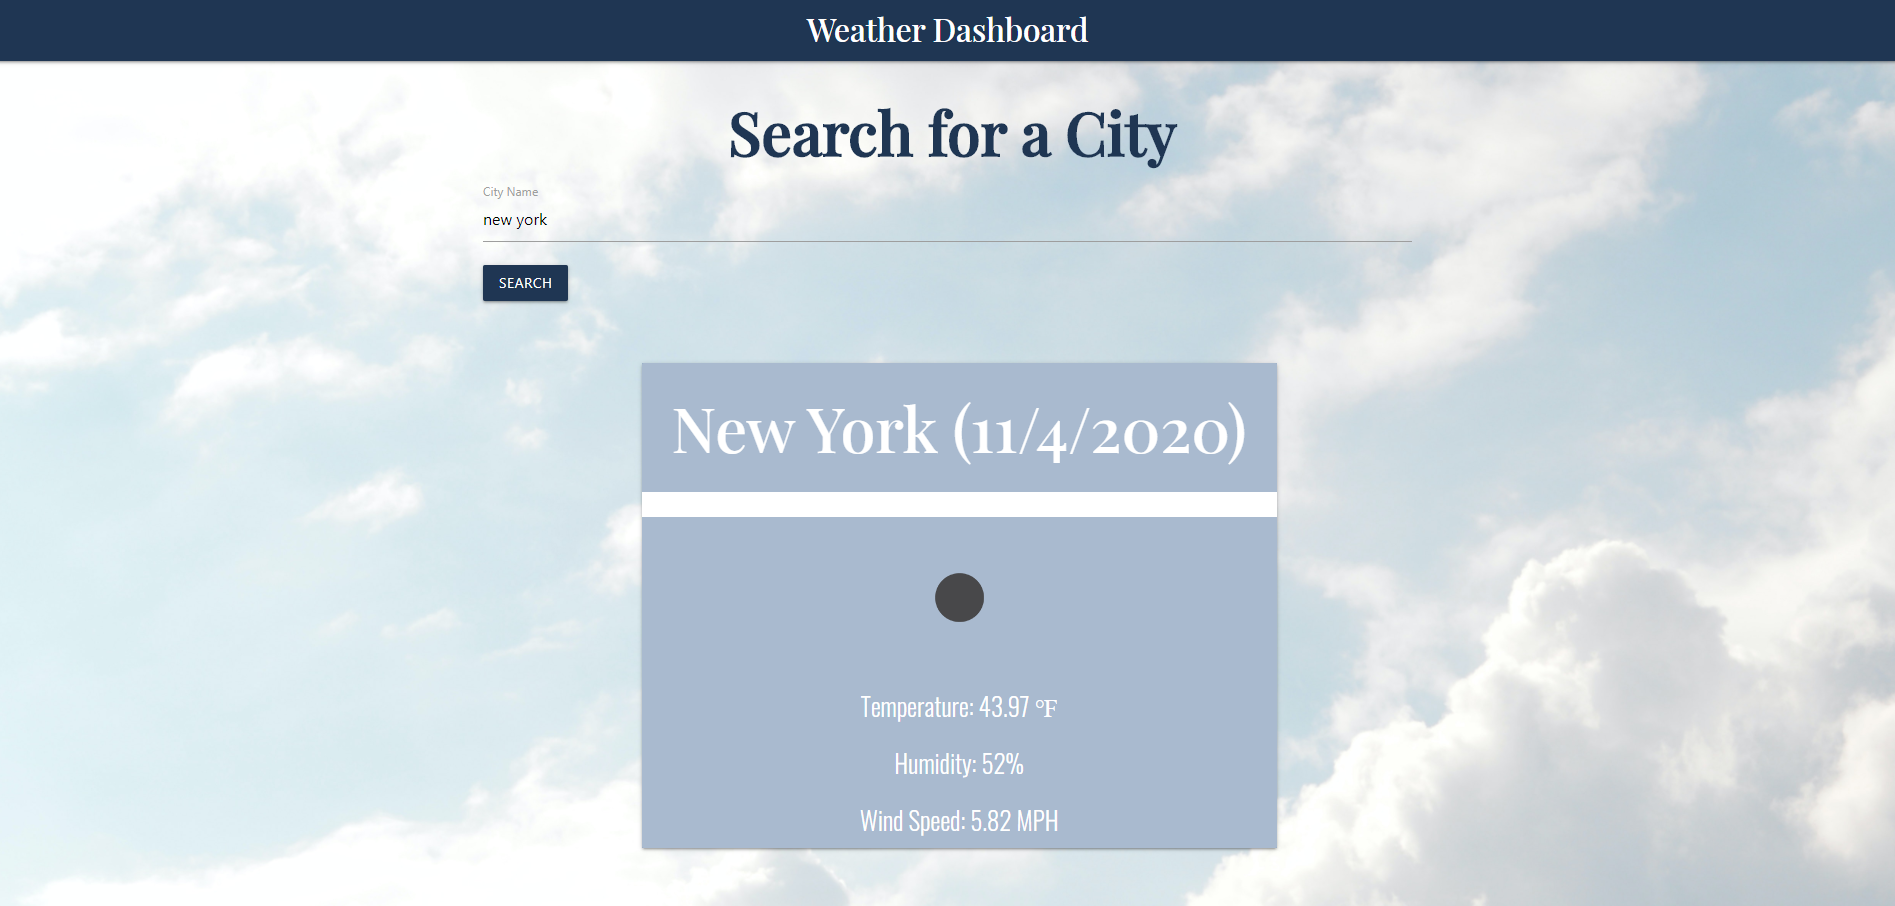 Weather Dashboard
Search for a City
City Name
new york
SEARCH
New York (11/4/2020)
Temperature: 43.97 °F
Humidity: 52%
Wind Speed: 5.82 MPH